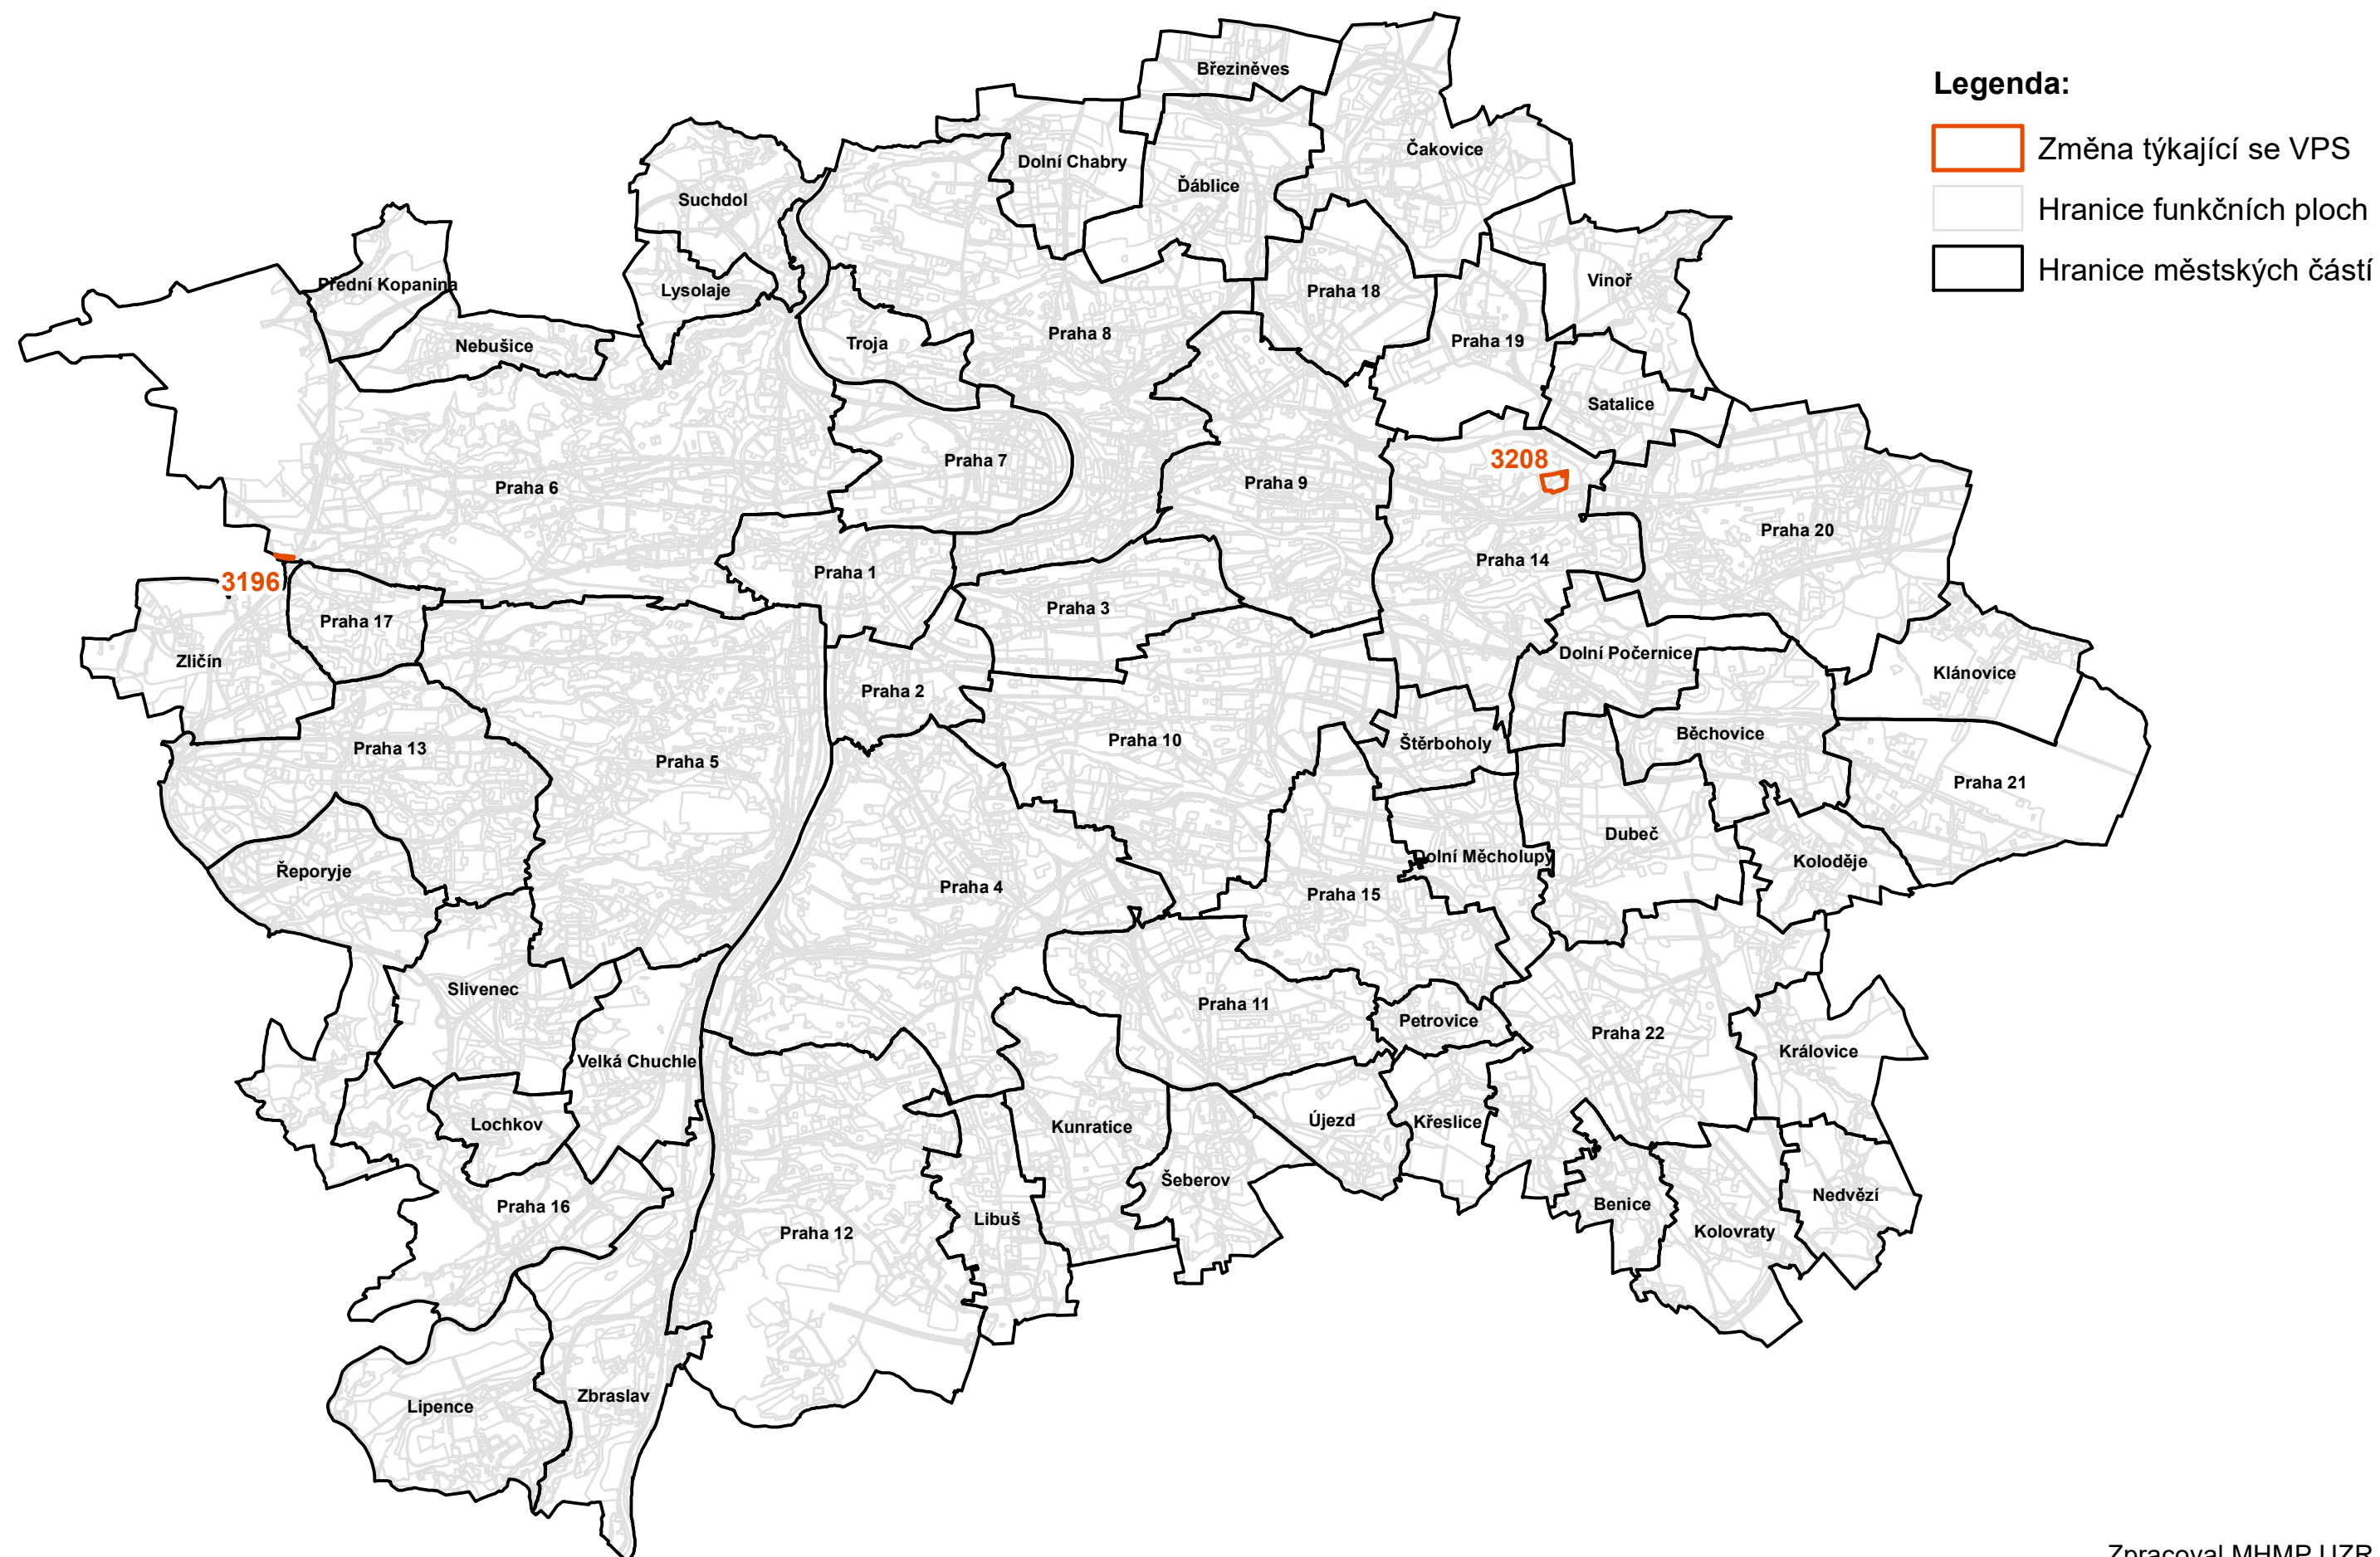 Legenda:
Změna týkající se VPS
Hranice funkčních ploch
Hranice městských částí
Březiněves
Čakovice
Dolní Chabry
Ďáblice
Suchdol
Vinoř
Přední Kopanina
Lysolaje
Praha 18
Praha 8
Troja
Praha 19
Nebušice
Satalice
3208
Praha 7
Praha 9
Praha 6
Praha 20
Praha 14
Praha 1
3196
Praha 3
Praha 17
Dolní Počernice
Zličín
Klánovice
Praha 2
Běchovice
Praha 10
Štěrboholy
Praha 13
Praha 5
Praha 21
Dubeč
Dolní Měcholupy
Koloděje
Řeporyje
Praha 4
Praha 15
Slivenec
Praha 11
Petrovice
Praha 22
Královice
Velká Chuchle
Lochkov
Kunratice
Újezd
Křeslice
Šeberov
Nedvězí
Benice
Praha 16
Libuš
Kolovraty
Praha 12
Zbraslav
Lipence
Zpracoval MHMP UZR